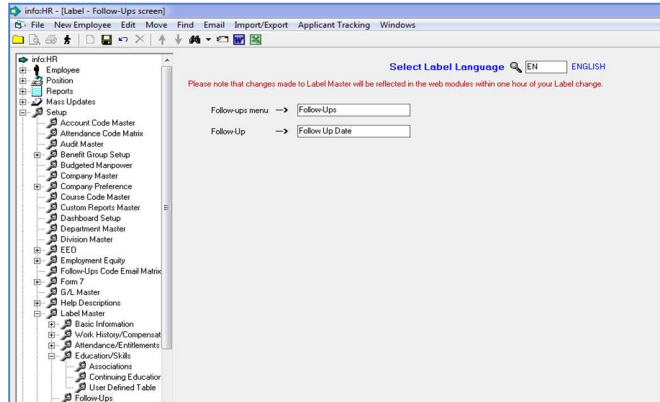 info:HR - [Label - Follow-Ups screen]
File New Employee Edit Move Find Email Import/Export Applicant Tracking Windows
info:HR
Employee
Position
Reports
Mass Updates
Setup
Account Code Master
Attendance Code Matrix
Audit Master
Benefit Group Setup
Budgeted Manpower
Company Master
Company Preference
Course Code Master
Custom Reports Master
Dashboard Setup
Department Master
Division Master
EEO
Employment Equity
Follow-Ups Code Email Matrix
Form 7
G/L Master
Help Descriptions
Label Master
Basic Information
Work History/Compensat
Attendance/Entitlements
Education/Skills
Associations
Continuing Education
User Defined Table
Follow-Ups
Select Label Language EN ENGLISH
Please note that changes made to Label Master will be reflected in the web modules within one hour of your Label change.
Follow-ups menu --> Follow-Ups
Follow-Up --> Follow Up Date